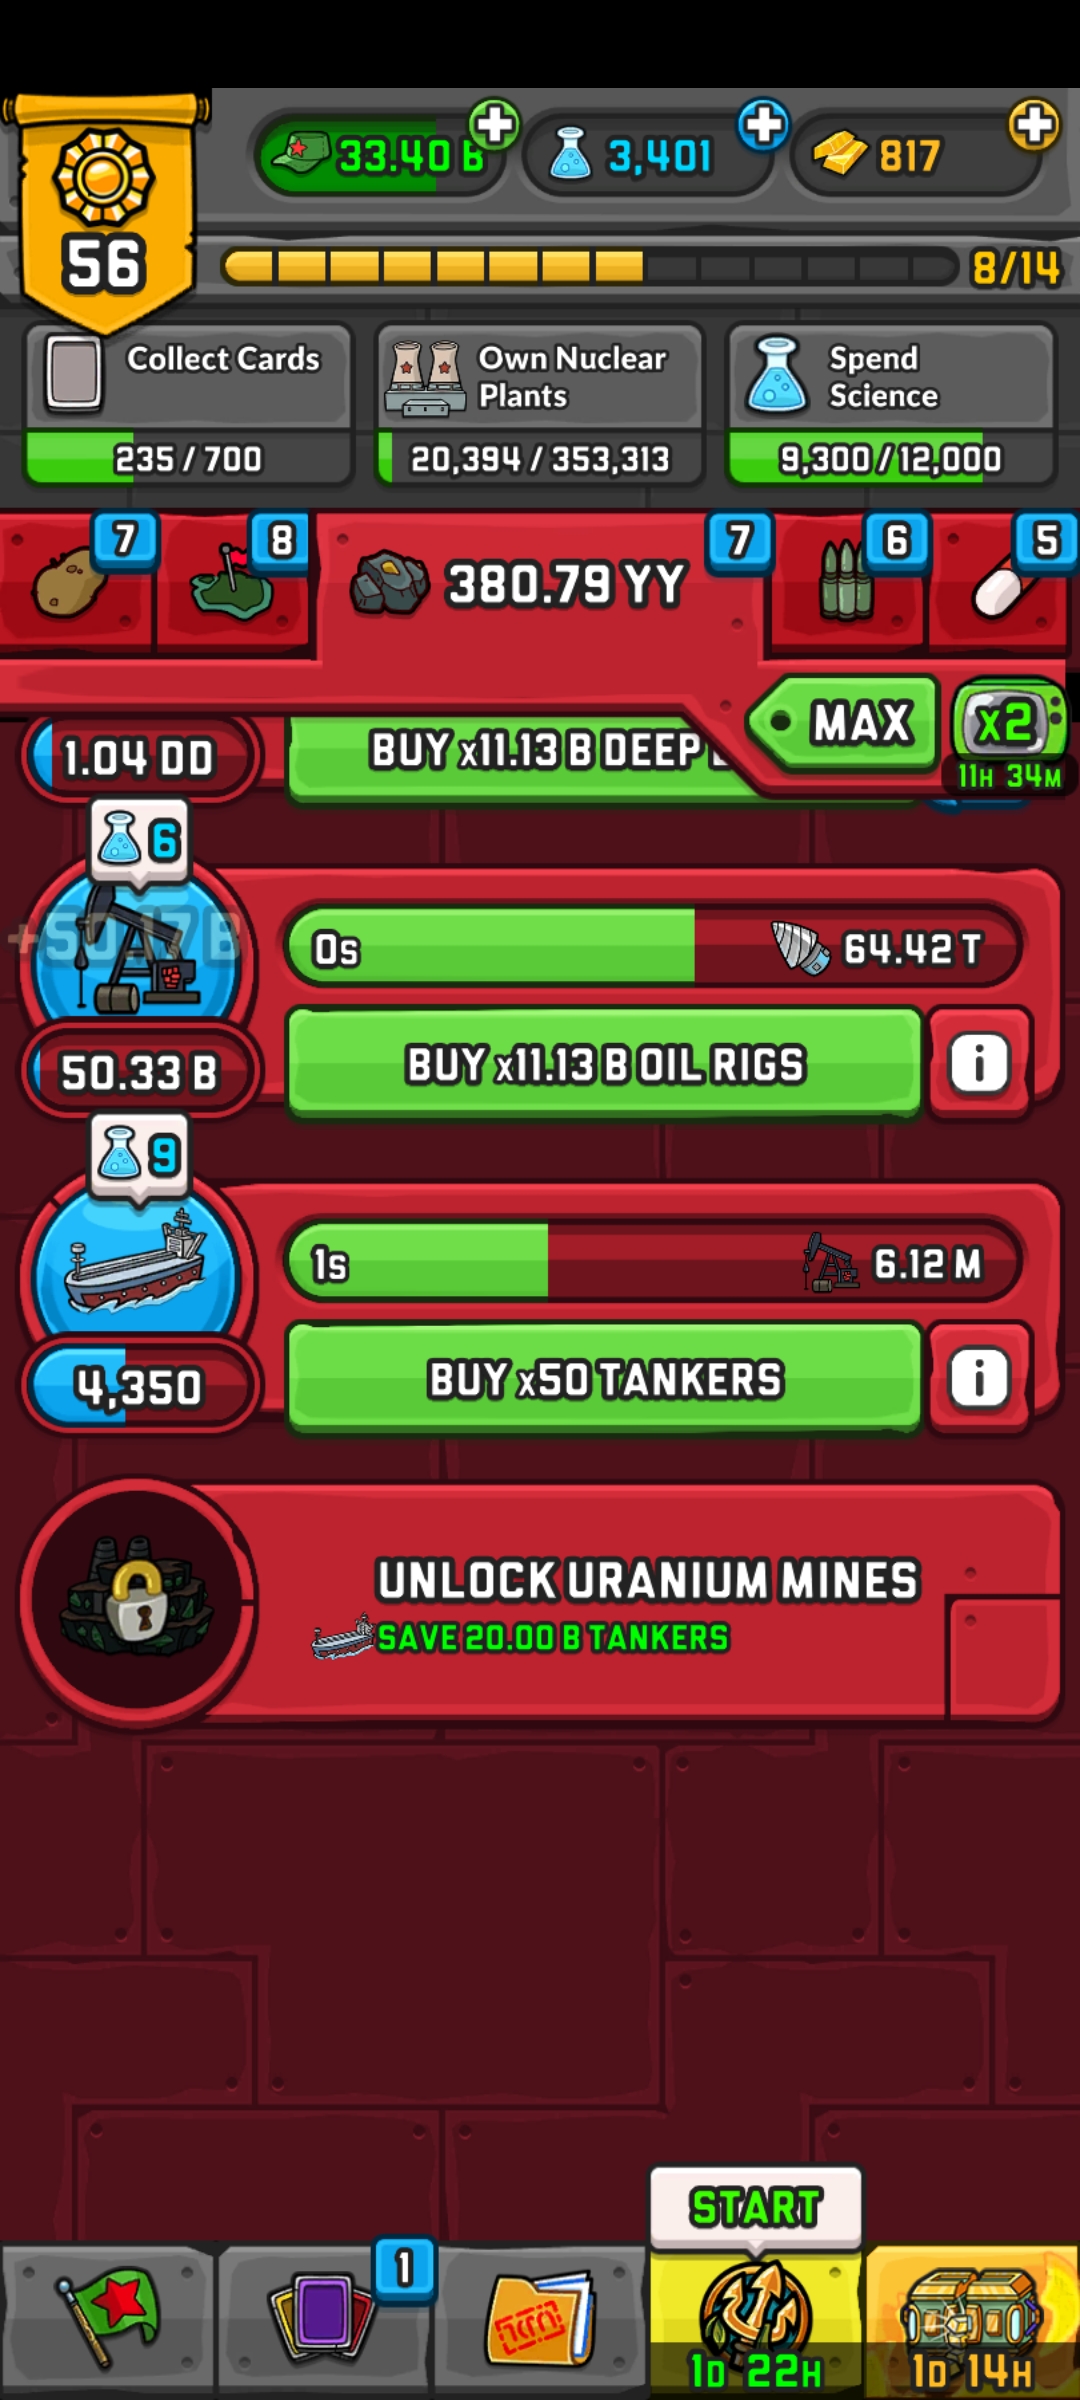 56
33.40 B
3,401
817
8/14
Collect Cards
235 / 700
Own Nuclear
Plants
20,394 / 353,313
Spend
Science
9,300 / 12,000
7
8
380.79 YY
7
6
5
MAX
x2
11H 34M
1.04 DD
BUY x11.13 B DEEP
6
+50.17 B
0s
64.42 T
50.33 B
BUY x11.13 B OIL RIGS
i
9
1s
6.12 M
4,350
BUY x50 TANKERS
i
UNLOCK URANIUM MINES
SAVE 20.00 B TANKERS
START
1
1D 22H
1D 14H